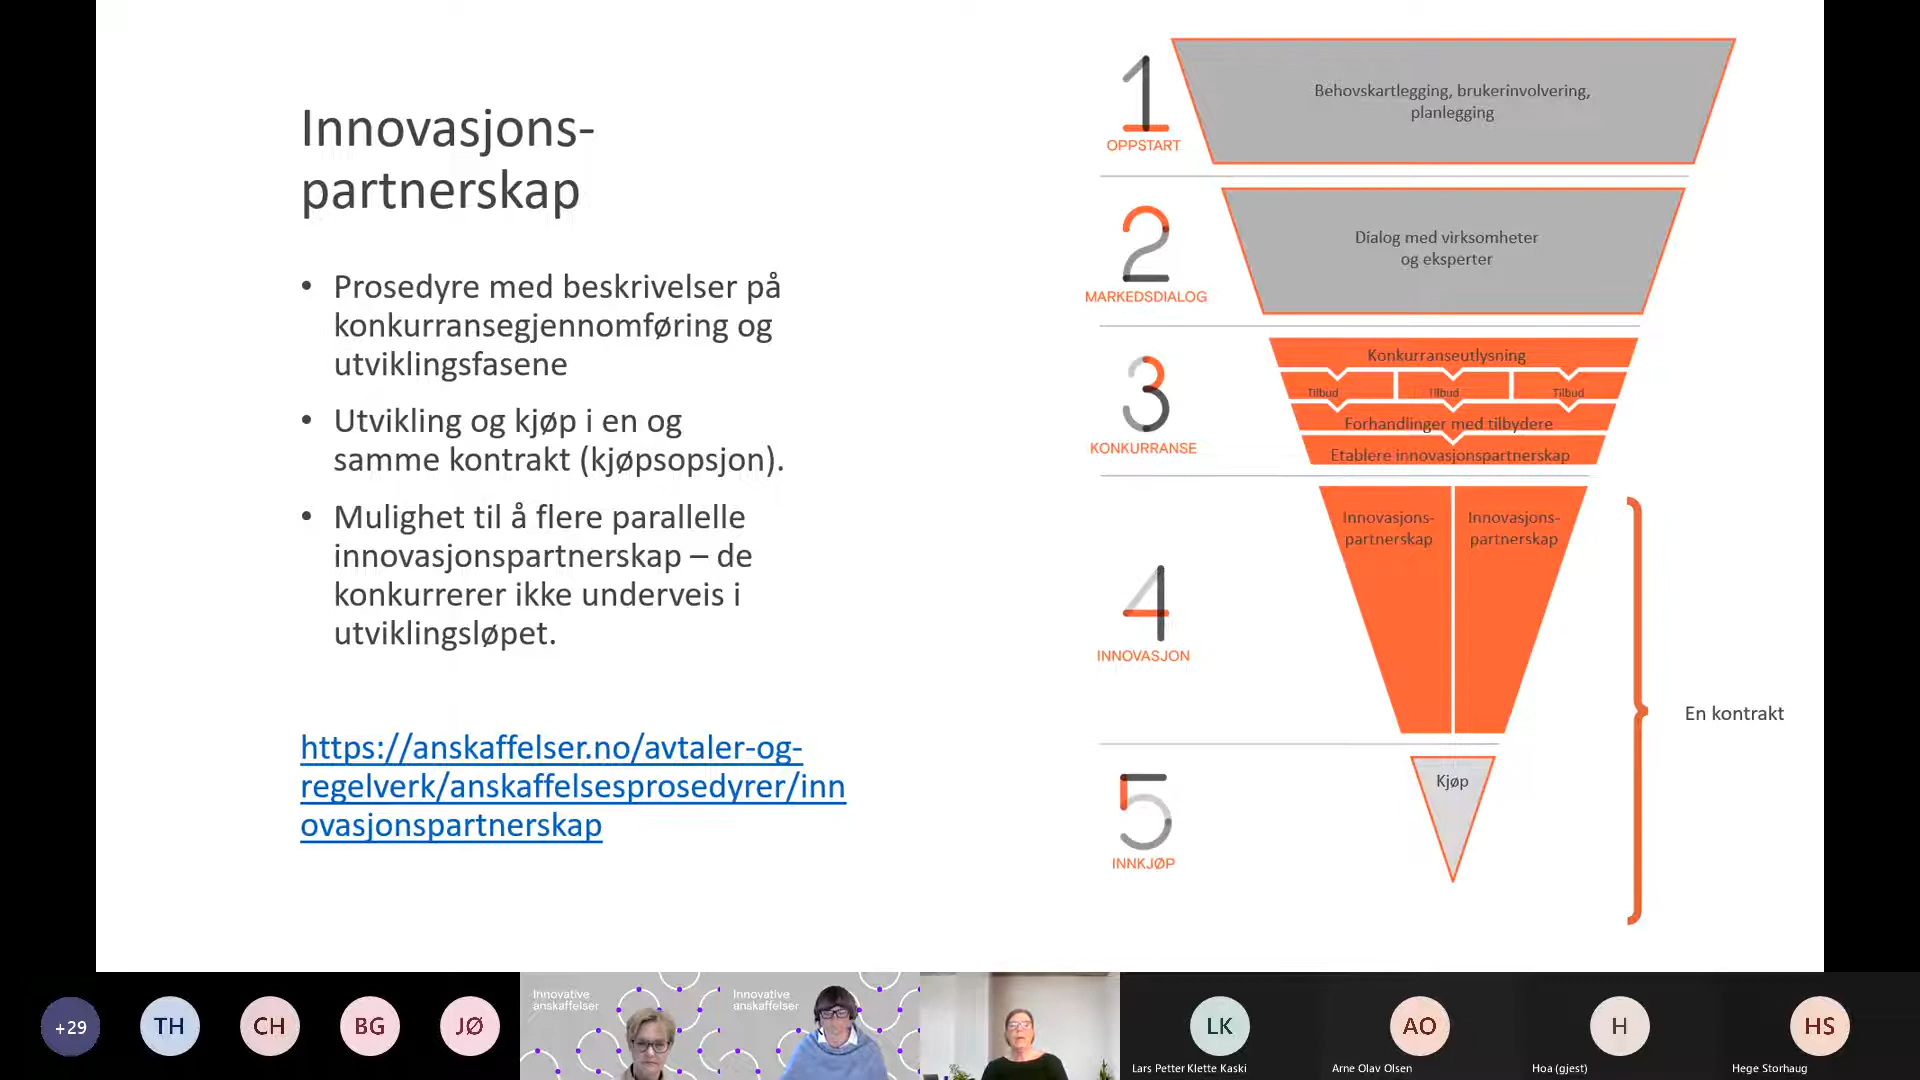 Innovasjons-
partnerskap
• Prosedyre med beskrivelser på
konkurransegjennomføring og
utviklingsfasene
• Utvikling og kjøp i en og
samme kontrakt (kjøpsopsjon).
• Mulighet til å flere parallelle
innovasjonspartnerskap – de
konkurrerer ikke underveis i
utviklingsløpet.
https://anskaffelser.no/avtaler-og-
regelverk/anskaffelsesprosedyrer/inn
ovasjonspartnerskap
1
OPPSTART
Behovskartlegging, brukerinvolvering,
planlegging
2
MARKEDSDIALOG
Dialog med virksomheter
og eksperter
3
KONKURRANSE
Konkurranseutlysning
Tilbud Tilbud Tilbud
Forhandlinger med tilbydere
Etablere innovasjonspartnerskap
4
INNOVASJON
Innovasjons-
partnerskap
Innovasjons-
partnerskap
En kontrakt
5
INNKJØP
Kjøp
+29 TH CH BG JØ
Innovative
anskaffelser
Innovative
anskaffelser
LK AO H HS
Lars Petter Klette Kaski Arne Olav Olsen Hoa (gjest) Hege Storhaug